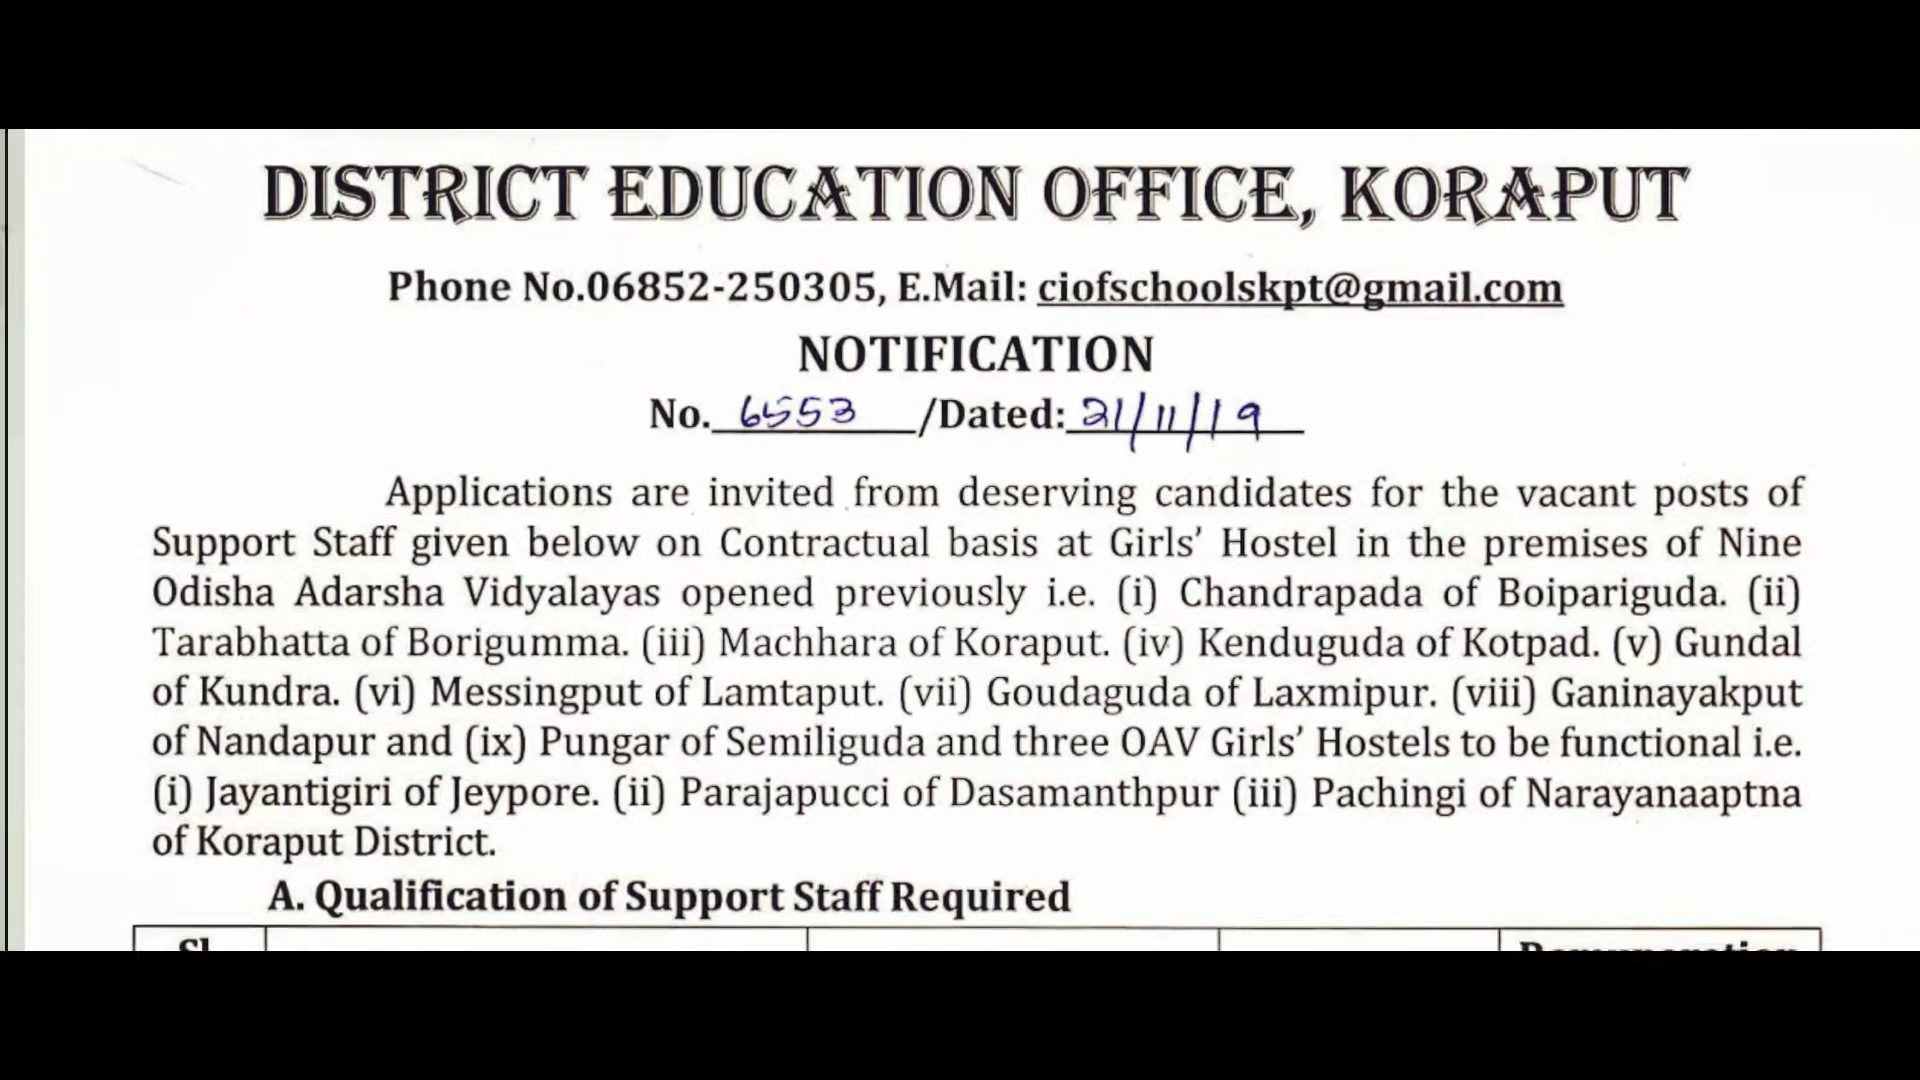 DISTRICT EDUCATION OFFICE, KORAPUT
Phone No.06852-250305, E.Mail: ciofschoolskpt@gmail.com
NOTIFICATION
No. 6553 /Dated: 21/11/19
Applications are invited from deserving candidates for the vacant posts of
Support Staff given below on Contractual basis at Girls’ Hostel in the premises of Nine
Odisha Adarsha Vidyalayas opened previously i.e. (i) Chandrapada of Boipariguda. (ii)
Tarabhatta of Borigumma. (iii) Machhara of Koraput. (iv) Kenduguda of Kotpad. (v) Gundal
of Kundra. (vi) Messingput of Lamtaput. (vii) Goudaguda of Laxmipur. (viii) Ganinayakput
of Nandapur and (ix) Pungar of Semiliguda and three OAV Girls’ Hostels to be functional i.e.
(i) Jayantigiri of Jeypore. (ii) Parajapucci of Dasamanthpur (iii) Pachingi of Narayanaaptna
of Koraput District.
A. Qualification of Support Staff Required
Sl Remuneration